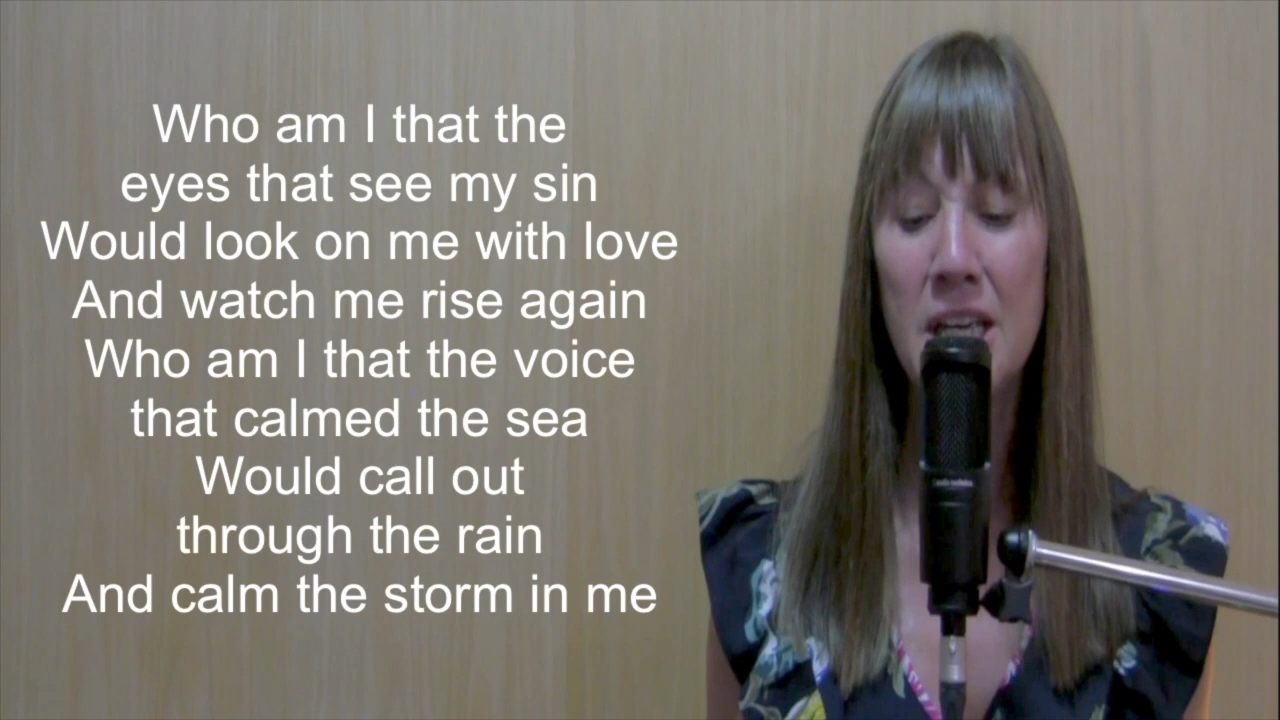 Who am I that the
eyes that see my sin
Would look on me with love
And watch me rise again
Who am I that the voice
that calmed the sea
Would call out
through the rain
And calm the storm in me